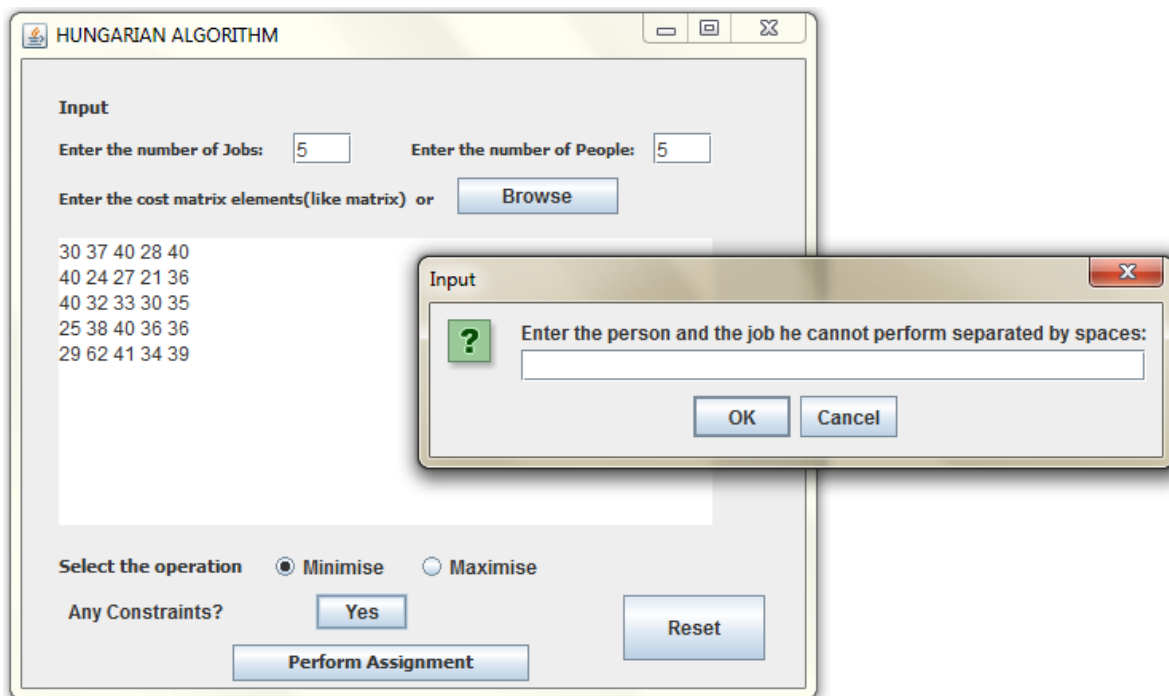 HUNGARIAN ALGORITHM
Input
Enter the number of Jobs: 5 Enter the number of People: 5
Enter the cost matrix elements(like matrix) or Browse
30 37 40 28 40
40 24 27 21 36
40 32 33 30 35
25 38 40 36 36
29 62 41 34 39
Input
?
Enter the person and the job he cannot perform separated by spaces:
OK Cancel
Select the operation Minimise Maximise
Any Constraints? Yes
Reset
Perform Assignment